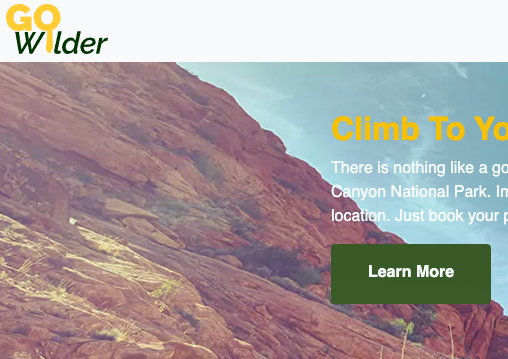 GO
Wilder
Climb To Yo
There is nothing like a go
Canyon National Park. Im
location. Just book your p
Learn More